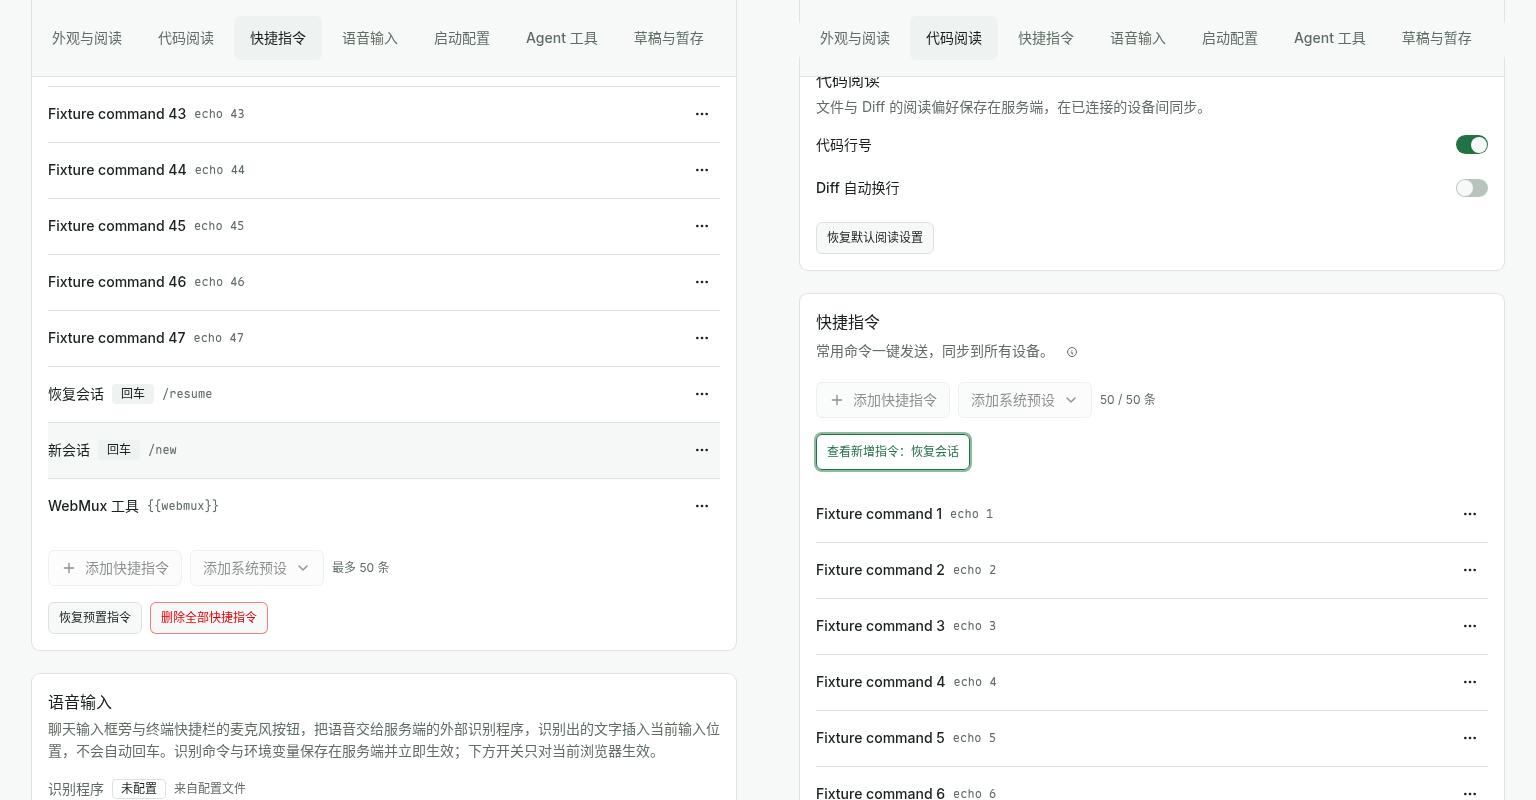 外观与阅读 代码阅读 快捷指令 语音输入 启动配置 Agent 工具 草稿与暂存
Fixture command 43 echo 43
Fixture command 44 echo 44
Fixture command 45 echo 45
Fixture command 46 echo 46
Fixture command 47 echo 47
恢复会话 回车 /resume
新会话 回车 /new
WebMux 工具 {{webmux}}
添加快捷指令 添加系统预设 最多 50 条
恢复预置指令 删除全部快捷指令
语音输入
聊天输入框旁与终端快捷栏的麦克风按钮，把语音交给服务端的外部识别程序，识别出的文字插入当前输入位
置，不会自动回车。识别命令与环境变量保存在服务端并立即生效；下方开关只对当前浏览器生效。
识别程序 未配置 来自配置文件
外观与阅读 代码阅读 快捷指令 语音输入 启动配置 Agent 工具 草稿与暂存
代码阅读
文件与 Diff 的阅读偏好保存在服务端，在已连接的设备间同步。
代码行号
Diff 自动换行
恢复默认阅读设置
快捷指令
常用命令一键发送，同步到所有设备。
添加快捷指令 添加系统预设 50 / 50 条
查看新增指令：恢复会话
Fixture command 1 echo 1
Fixture command 2 echo 2
Fixture command 3 echo 3
Fixture command 4 echo 4
Fixture command 5 echo 5
Fixture command 6 echo 6